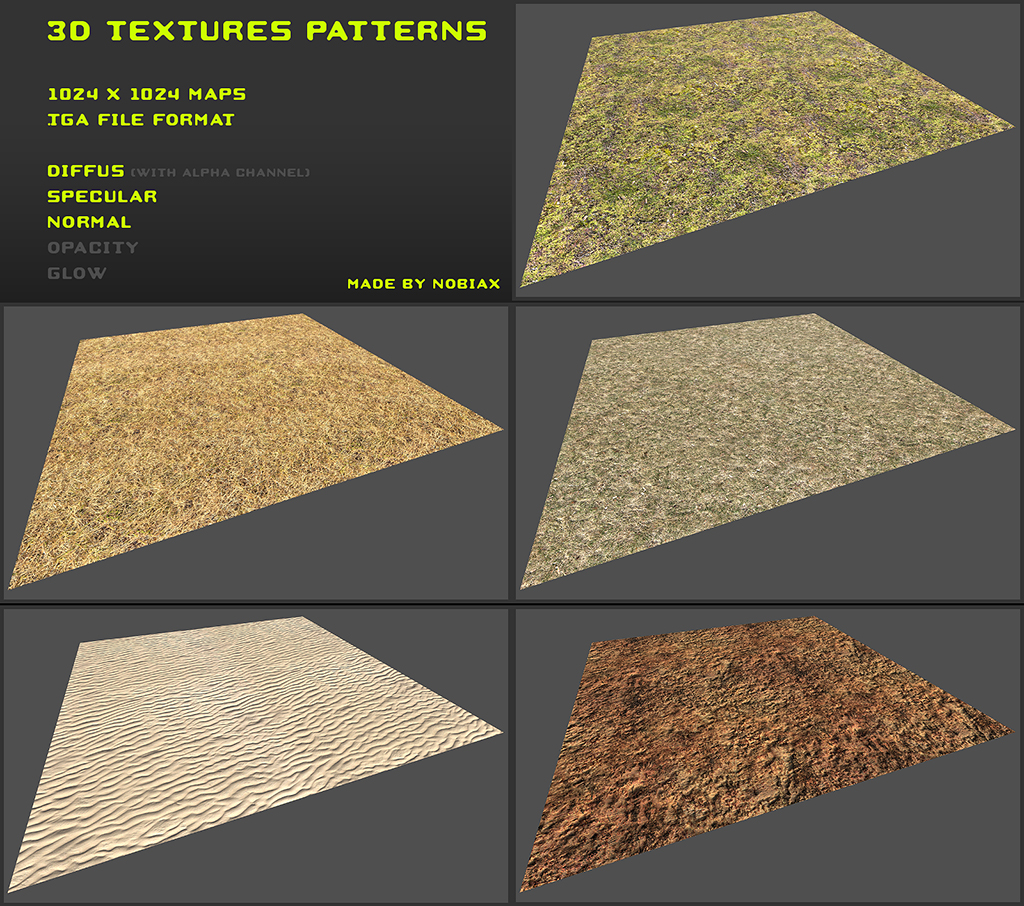 3D TEXTURES PATTERNS
1024 X 1024 MAPS
TGA FILE FORMAT
DIFFUS (WITH ALPHA CHANNEL)
SPECULAR
NORMAL
OPACITY
GLOW
MADE BY NOBIAX